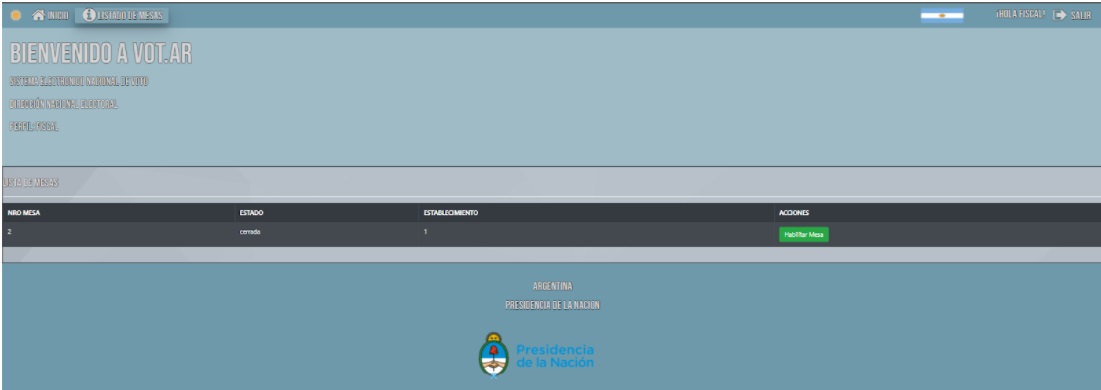 INICIO LISTADO DE MESAS ¡HOLA FISCAL! SALIR
BIENVENIDO A VOT.AR
SISTEMA ELECTRONICO NACIONAL DE VOTO
DIRECCIÓN NACIONAL ELECTORAL
PERFIL: FISCAL
LISTA DE MESAS
NRO MESA ESTADO ESTABLECIMIENTO ACCIONES
2 cerrada 1 Habilitar Mesa
ARGENTINA
PRESIDENCIA DE LA NACION
Presidencia
de la Nación